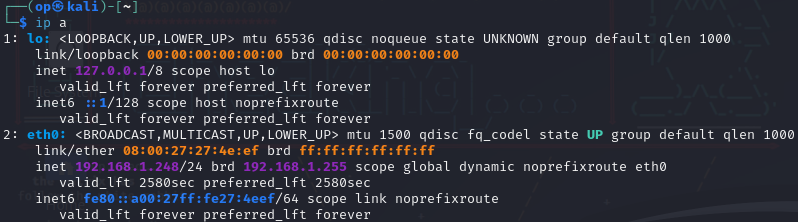 ┌──(op㉿kali)-[~]
└─$ ip a
1: lo: <LOOPBACK,UP,LOWER_UP> mtu 65536 qdisc noqueue state UNKNOWN group default qlen 1000
    link/loopback 00:00:00:00:00:00 brd 00:00:00:00:00:00
    inet 127.0.0.1/8 scope host lo
       valid_lft forever preferred_lft forever
    inet6 ::1/128 scope host noprefixroute
       valid_lft forever preferred_lft forever
2: eth0: <BROADCAST,MULTICAST,UP,LOWER_UP> mtu 1500 qdisc fq_codel state UP group default qlen 1000
    link/ether 08:00:27:27:4e:ef brd ff:ff:ff:ff:ff:ff
    inet 192.168.1.248/24 brd 192.168.1.255 scope global dynamic noprefixroute eth0
       valid_lft 2580sec preferred_lft 2580sec
    inet6 fe80::a00:27ff:fe27:4eef/64 scope link noprefixroute
       valid_lft forever preferred_lft forever